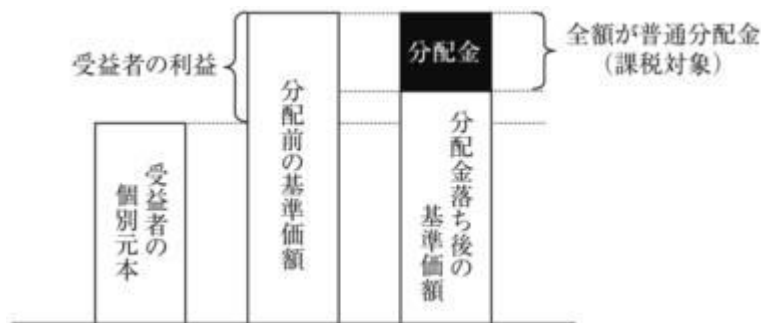 受益者の利益
分配金
全額が普通分配金
（課税対象）
受益者の
個別元本
分配前の基準価額
分配金落ち後の
基準価額